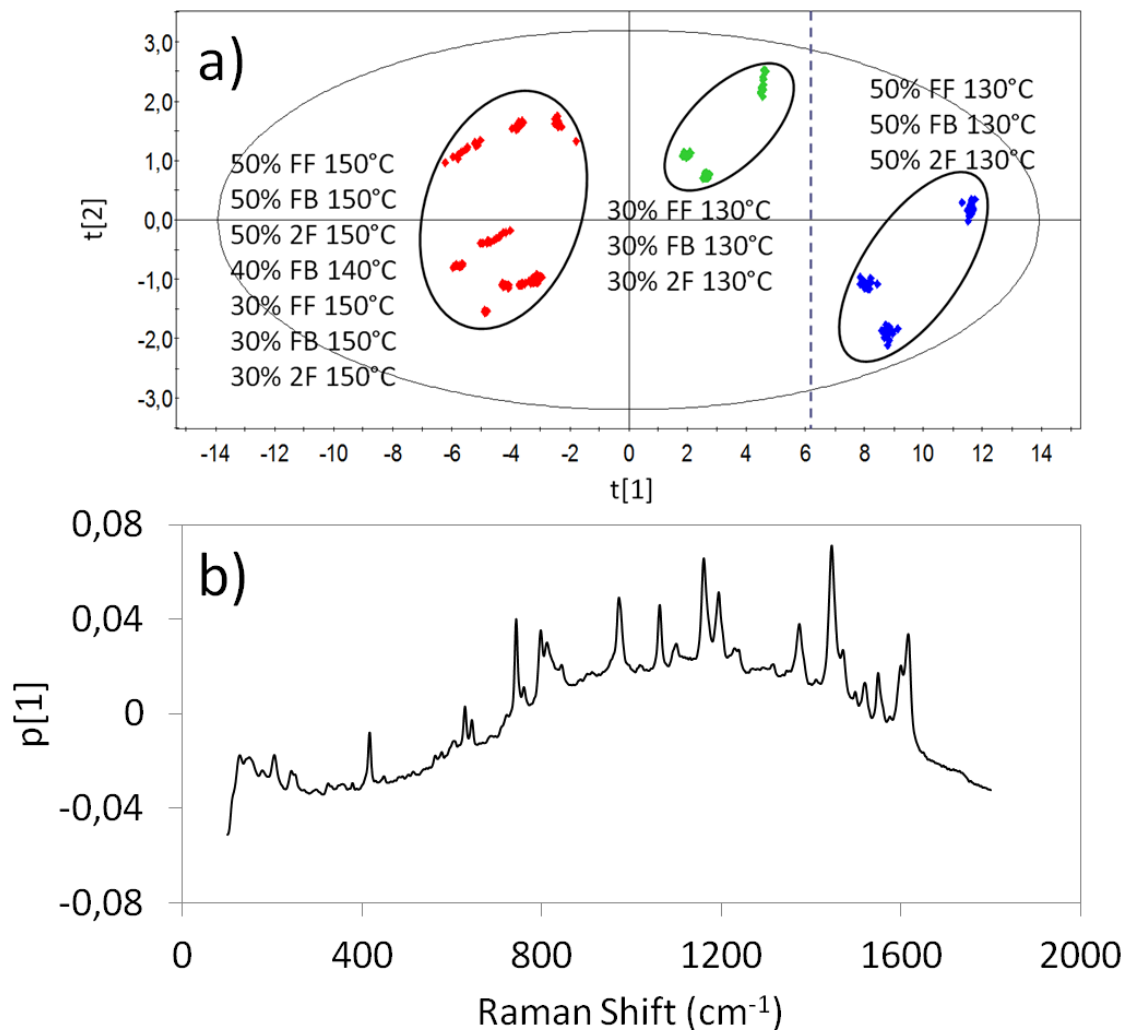 a)
3,0
2,0
1,0
0,0
-1,0
-2,0
-3,0
t[2]
50% FF 150°C
50% FB 150°C
50% 2F 150°C
40% FB 140°C
30% FF 150°C
30% FB 150°C
30% 2F 150°C
30% FF 130°C
30% FB 130°C
30% 2F 130°C
50% FF 130°C
50% FB 130°C
50% 2F 130°C
-14 -12 -10 -8 -6 -4 -2 0 2 4 6 8 10 12 14
t[1]
b)
0,08
0,04
0
-0,04
-0,08
p[1]
0 400 800 1200 1600 2000
Raman Shift (cm⁻¹)